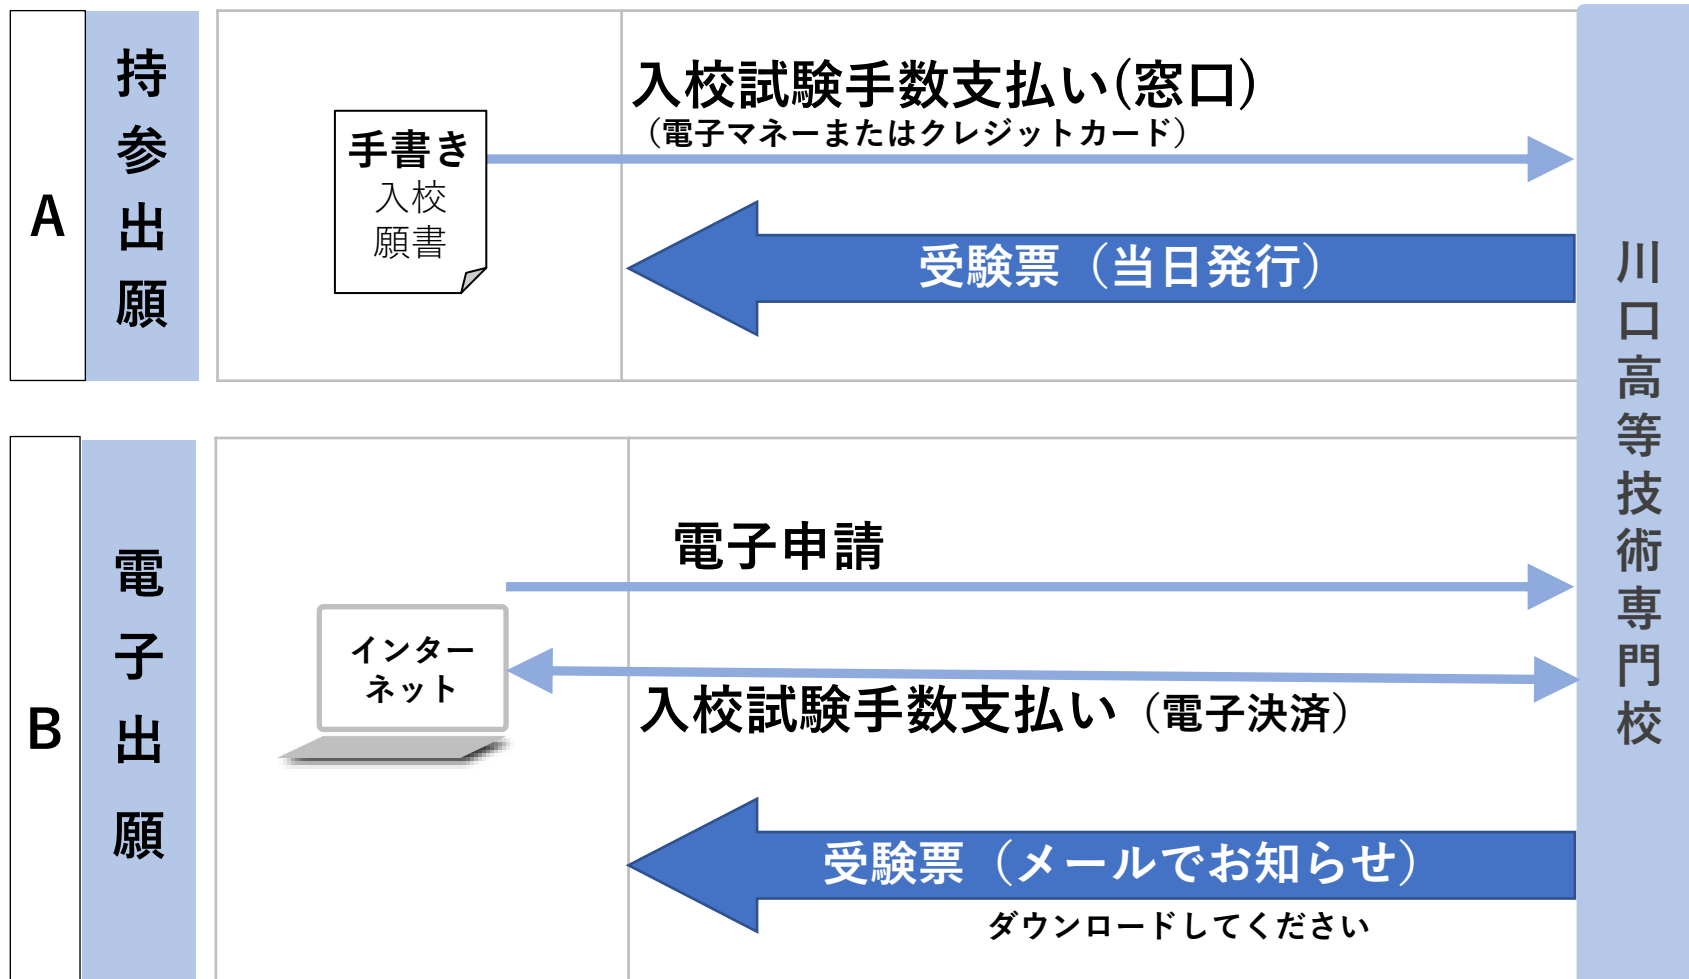 A
持参出願
手書き
入校
願書
入校試験手数支払い(窓口)
（電子マネーまたはクレジットカード）
受験票（当日発行）
川口高等技術専門校
B
電子出願
インター
ネット
電子申請
入校試験手数支払い（電子決済）
受験票（メールでお知らせ）
ダウンロードしてください